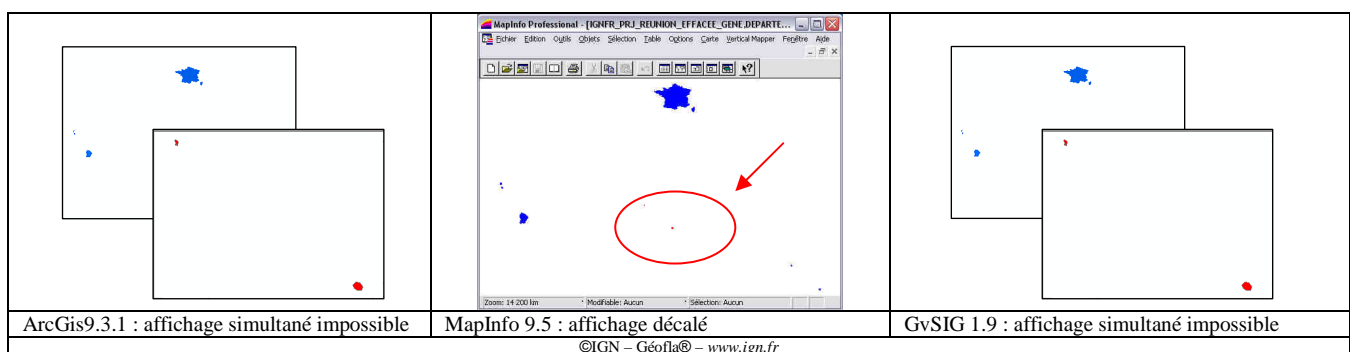 MapInfo Professional - [IGNFR_PRJ_REUNION_EFFACEE_GENE,DEPARTE...
Fichier Edition Outils Objets Sélection Table Options Carte Vertical Mapper Fenêtre Aide
Zoom: 14 200 km Modifiable: Aucun Sélection: Aucun
ArcGis9.3.1 : affichage simultané impossible
MapInfo 9.5 : affichage décalé
GvSIG 1.9 : affichage simultané impossible
©IGN – Géofla® – www.ign.fr